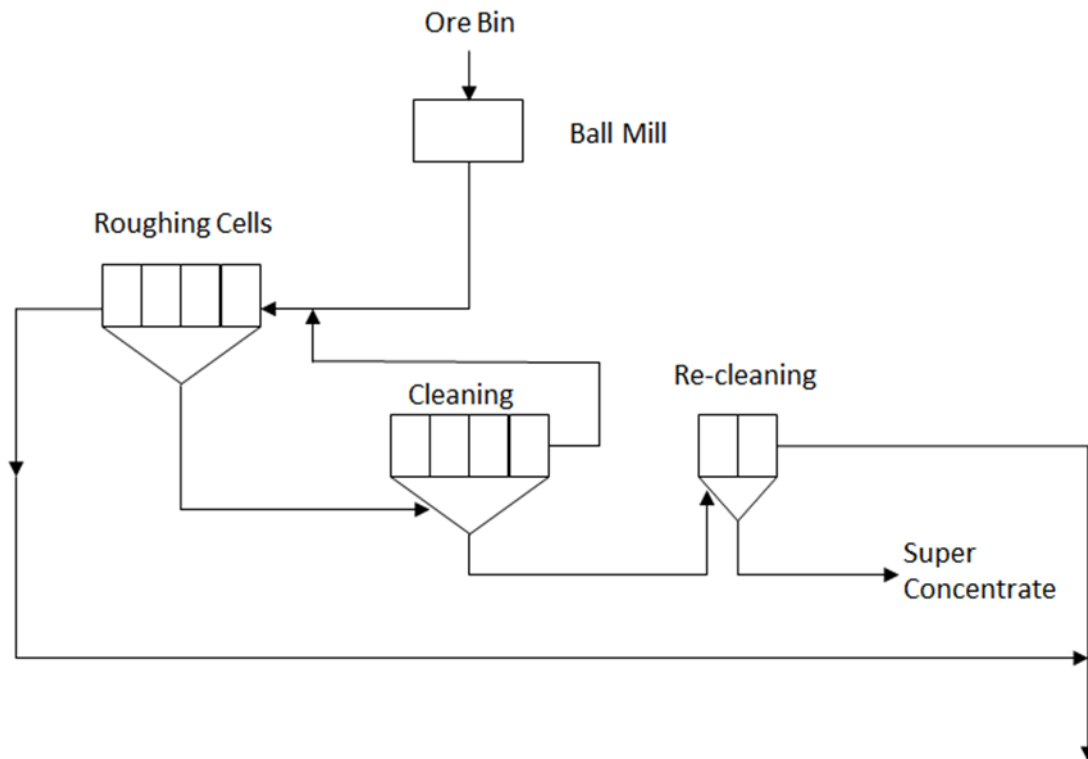 Ore Bin
Ball Mill
Roughing Cells
Re-cleaning
Cleaning
Super
Concentrate